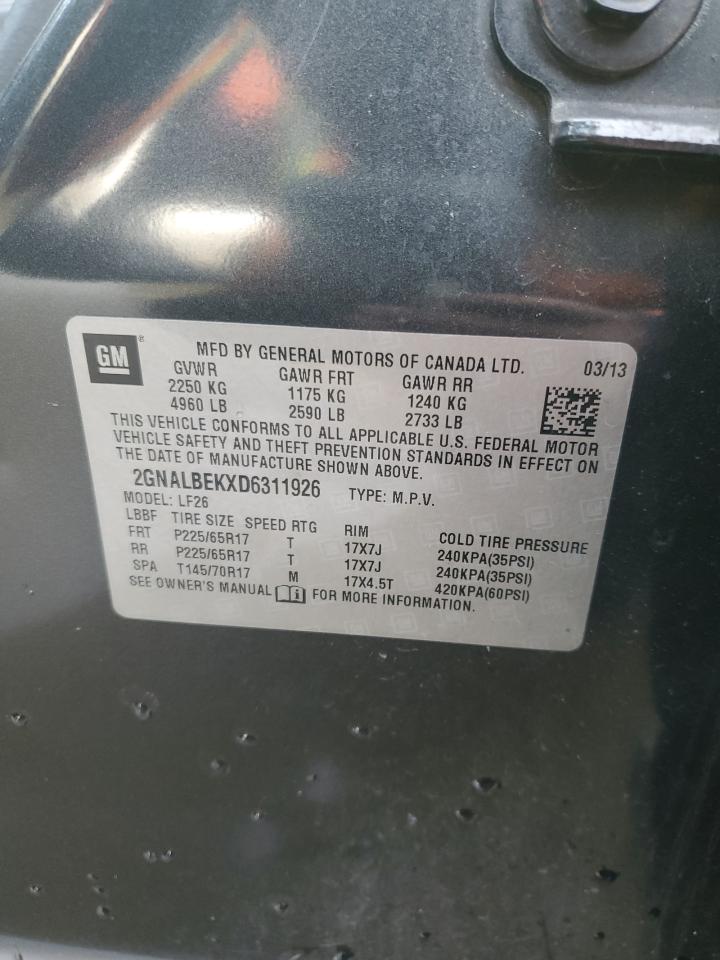 GM ® MFD BY GENERAL MOTORS OF CANADA LTD. 03/13
GVWR GAWR FRT GAWR RR
2250 KG 1175 KG 1240 KG
4960 LB 2590 LB 2733 LB
THIS VEHICLE CONFORMS TO ALL APPLICABLE U.S. FEDERAL MOTOR
VEHICLE SAFETY AND THEFT PREVENTION STANDARDS IN EFFECT ON
THE DATE OF MANUFACTURE SHOWN ABOVE.
2GNALBEKXD6311926 TYPE: M.P.V.
MODEL: LF26
LBBF TIRE SIZE SPEED RTG RIM COLD TIRE PRESSURE
FRT P225/65R17 T 17X7J 240KPA(35PSI)
RR P225/65R17 T 17X7J 240KPA(35PSI)
SPA T145/70R17 M 17X4.5T 420KPA(60PSI)
SEE OWNER'S MANUAL FOR MORE INFORMATION.